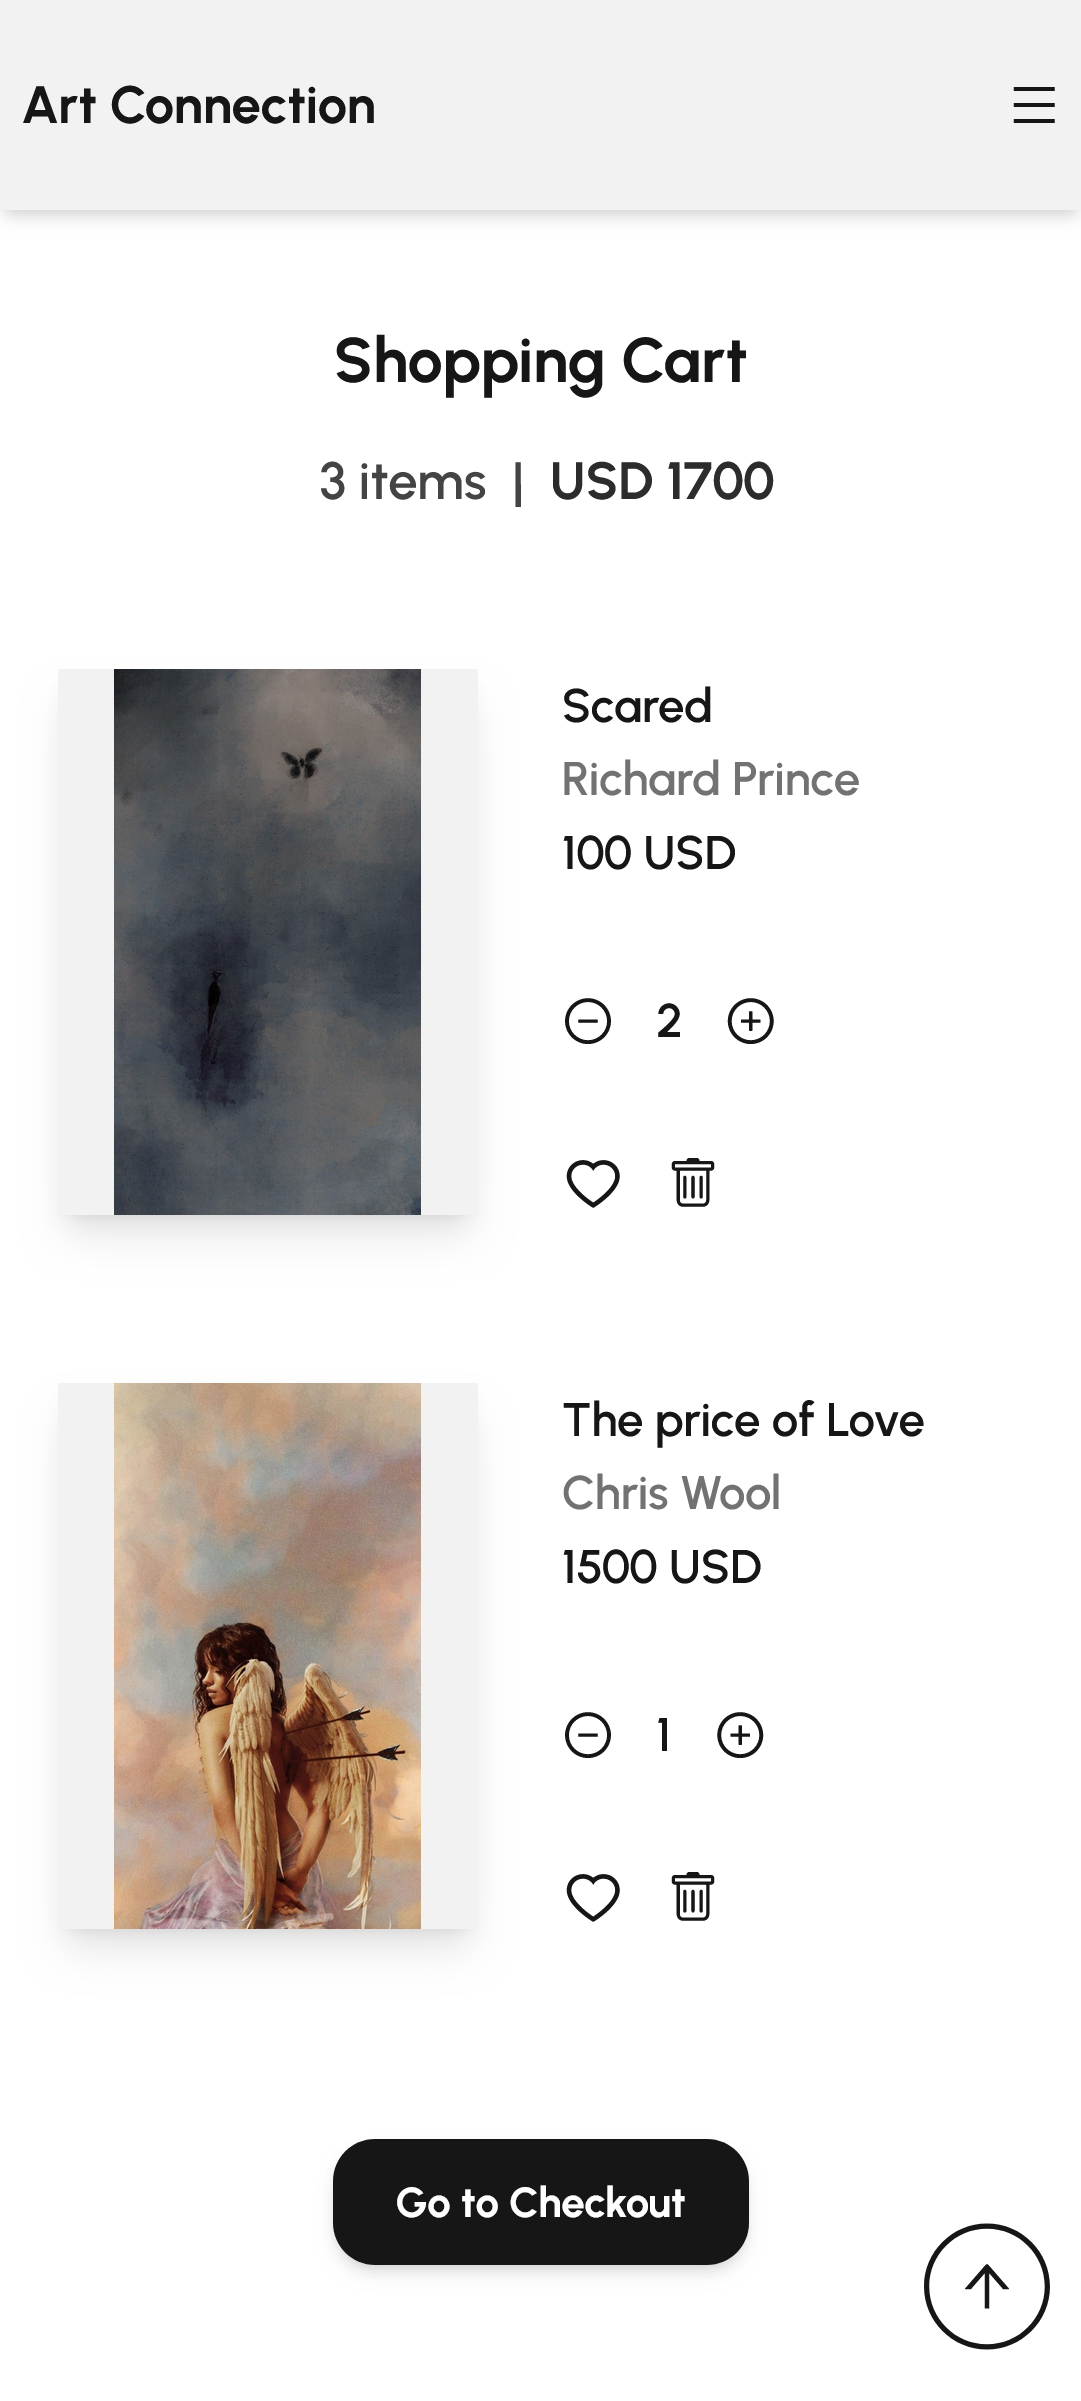 Art Connection
Shopping Cart
3 items | USD 1700
Scared
Richard Prince
100 USD
2
The price of Love
Chris Wool
1500 USD
1
Go to Checkout